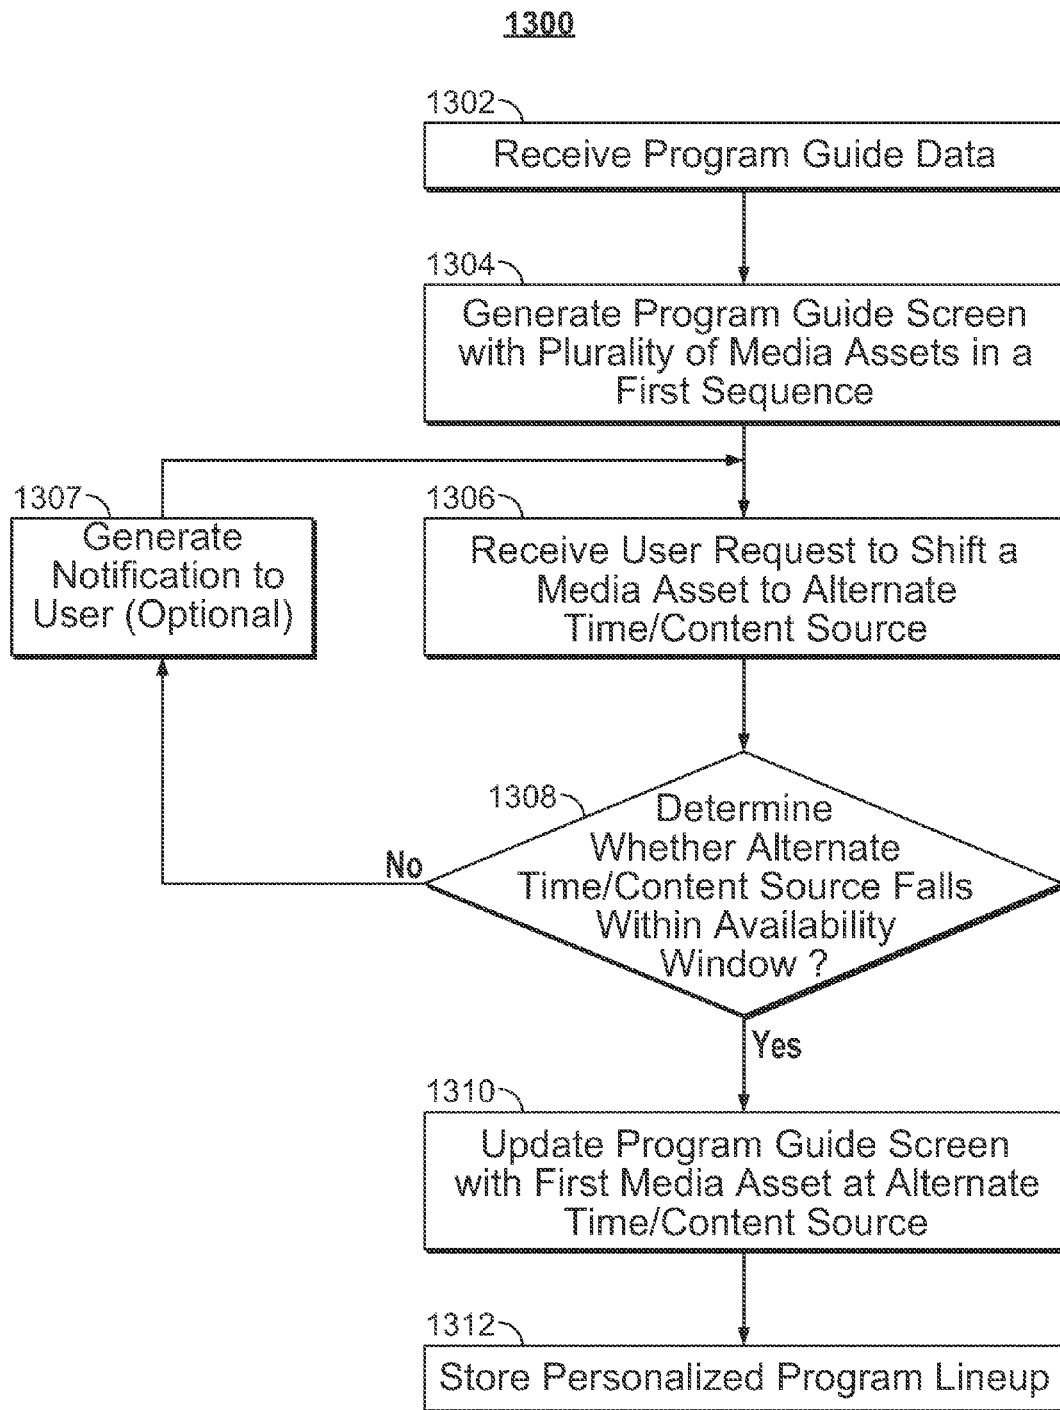 1300
1302
Receive Program Guide Data
1304
Generate Program Guide Screen
with Plurality of Media Assets in a
First Sequence
1307
Generate
Notification to
User (Optional)
1306
Receive User Request to Shift a
Media Asset to Alternate
Time/Content Source
1308
Determine
Whether Alternate
Time/Content Source Falls
Within Availability
Window ?
No
Yes
1310
Update Program Guide Screen
with First Media Asset at Alternate
Time/Content Source
1312
Store Personalized Program Lineup